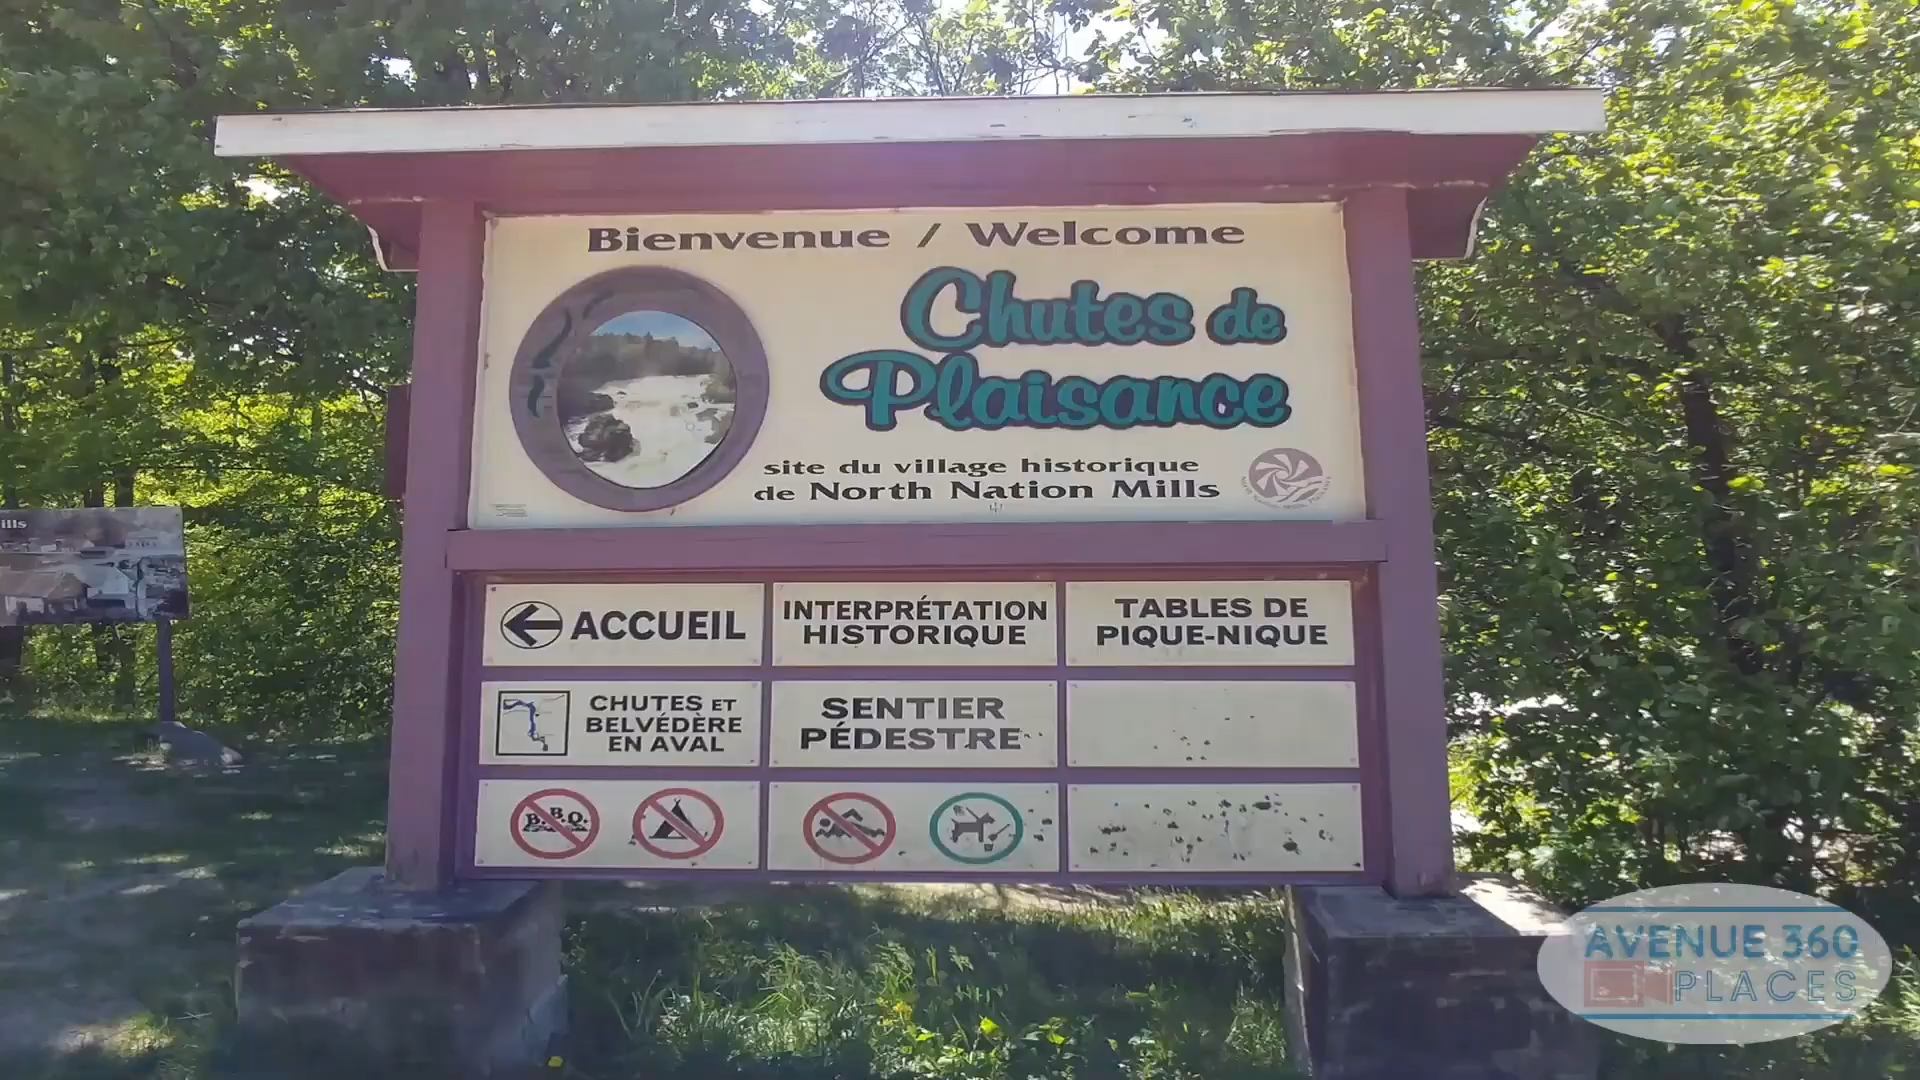 Bienvenue / Welcome
Chutes de
Plaisance
site du village historique
de North Nation Mills
ills
ACCUEIL
INTERPRÉTATION
HISTORIQUE
TABLES DE
PIQUE-NIQUE
CHUTES ET
BELVÉDÈRE
EN AVAL
SENTIER
PÉDESTRE
B.B.Q.
AVENUE 360
PLACES